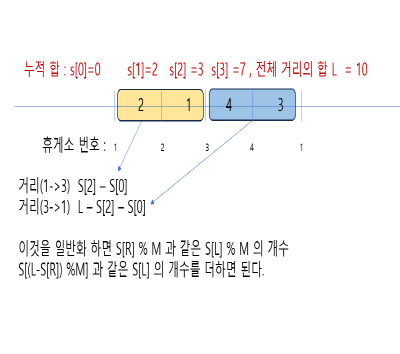 누적 합 : s[0]=0 s[1]=2 s[2] =3 s[3] =7 , 전체 거리의 합 L = 10
2 1 4 3
휴게소 번호 : 1 2 3 4 1
거리(1->3) S[2] – S[0]
거리(3->1) L – S[2] – S[0]
이것을 일반화 하면 S[R] % M 과 같은 S[L] % M 의 개수
S[(L-S[R]) %M] 과 같은 S[L] 의 개수를 더하면 된다.